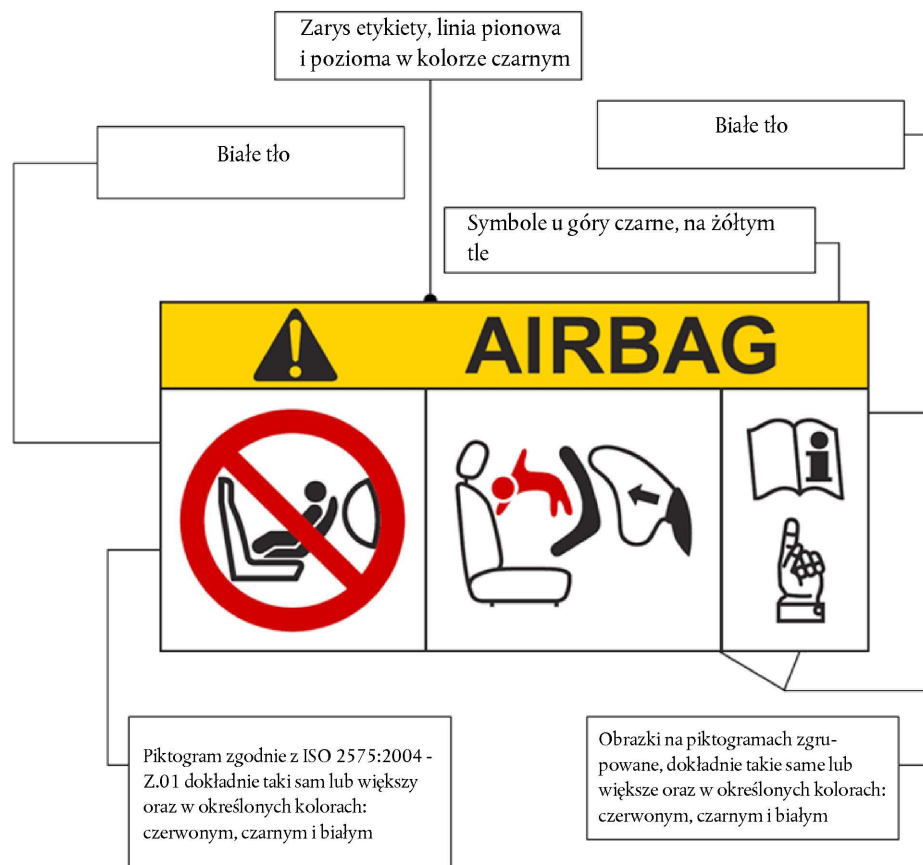 Zarys etykiety, linia pionowa
i pozioma w kolorze czarnym
Białe tło
Białe tło
Symbole u góry czarne, na żółtym
tle
AIRBAG
Piktogram zgodnie z ISO 2575:2004 -
Z.01 dokładnie taki sam lub większy
oraz w określonych kolorach:
czerwonym, czarnym i białym
Obrazki na piktogramach zgru-
powane, dokładnie takie same lub
większe oraz w określonych kolorach:
czerwonym, czarnym i białym